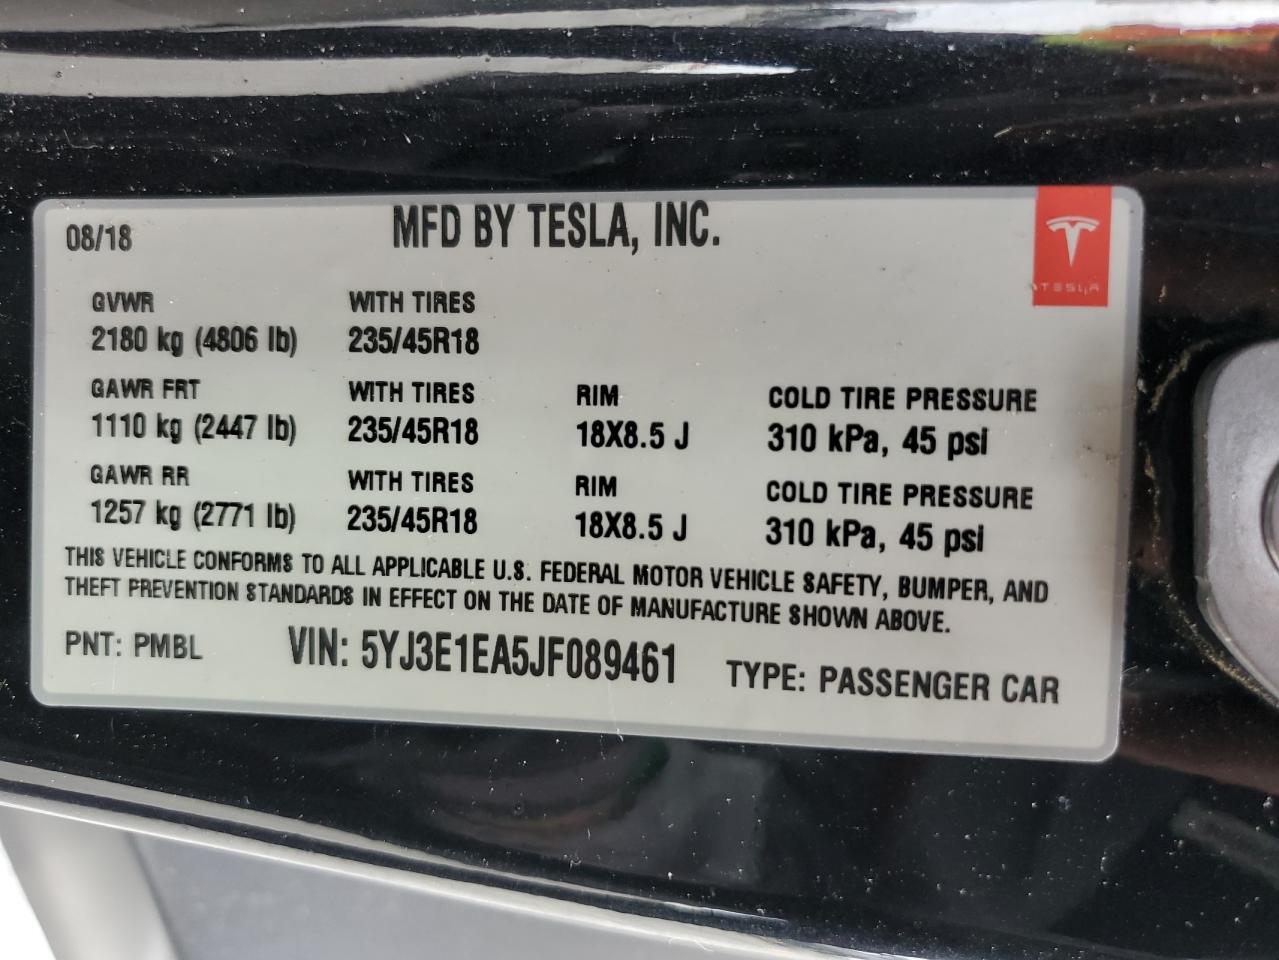 08/18 MFD BY TESLA, INC.
TESLA
GVWR WITH TIRES
2180 kg (4806 lb) 235/45R18
GAWR FRT WITH TIRES RIM COLD TIRE PRESSURE
1110 kg (2447 lb) 235/45R18 18X8.5 J 310 kPa, 45 psi
GAWR RR WITH TIRES RIM COLD TIRE PRESSURE
1257 kg (2771 lb) 235/45R18 18X8.5 J 310 kPa, 45 psi
THIS VEHICLE CONFORMS TO ALL APPLICABLE U.S. FEDERAL MOTOR VEHICLE SAFETY, BUMPER, AND
THEFT PREVENTION STANDARDS IN EFFECT ON THE DATE OF MANUFACTURE SHOWN ABOVE.
PNT: PMBL VIN: 5YJ3E1EA5JF089461 TYPE: PASSENGER CAR